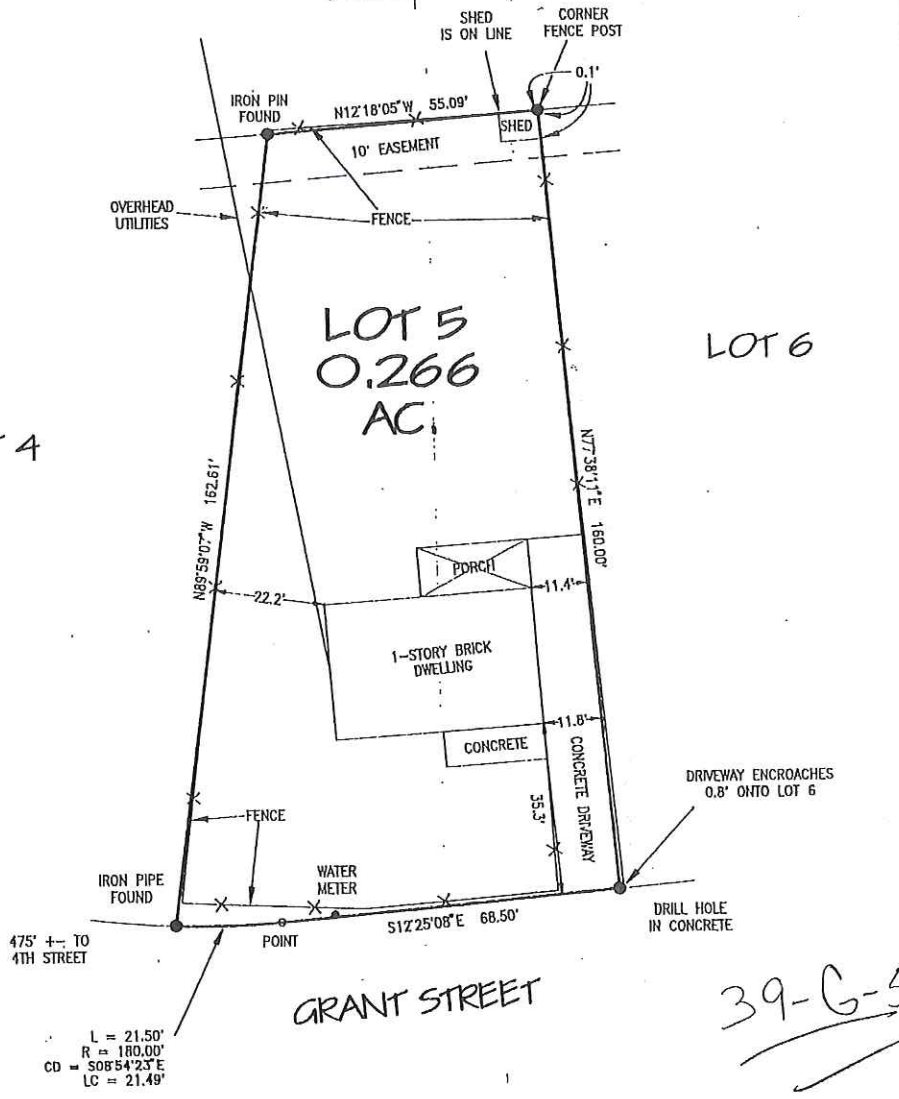 SHED
IS ON LINE
CORNER
FENCE POST
0.1'
IRON PIN
FOUND
N12°18'05"W 55.09'
SHED
10' EASEMENT
OVERHEAD
UTILITIES
FENCE
LOT 5
0.266
AC.
LOT 6
4
N89°59'07"W 162.61'
N77°38'11"E 160.00'
PORCH
22.2'
11.4'
1-STORY BRICK
DWELLING
11.8'
CONCRETE
CONCRETE DRIVEWAY
35.3'
DRIVEWAY ENCROACHES
0.8' ONTO LOT 6
FENCE
IRON PIPE
FOUND
WATER
METER
S12°25'08"E 68.50'
DRILL HOLE
IN CONCRETE
475' +- TO
4TH STREET
POINT
GRANT STREET
39-G-
L = 21.50'
R = 180.00'
CD = S08°54'23"E
LC = 21.49'